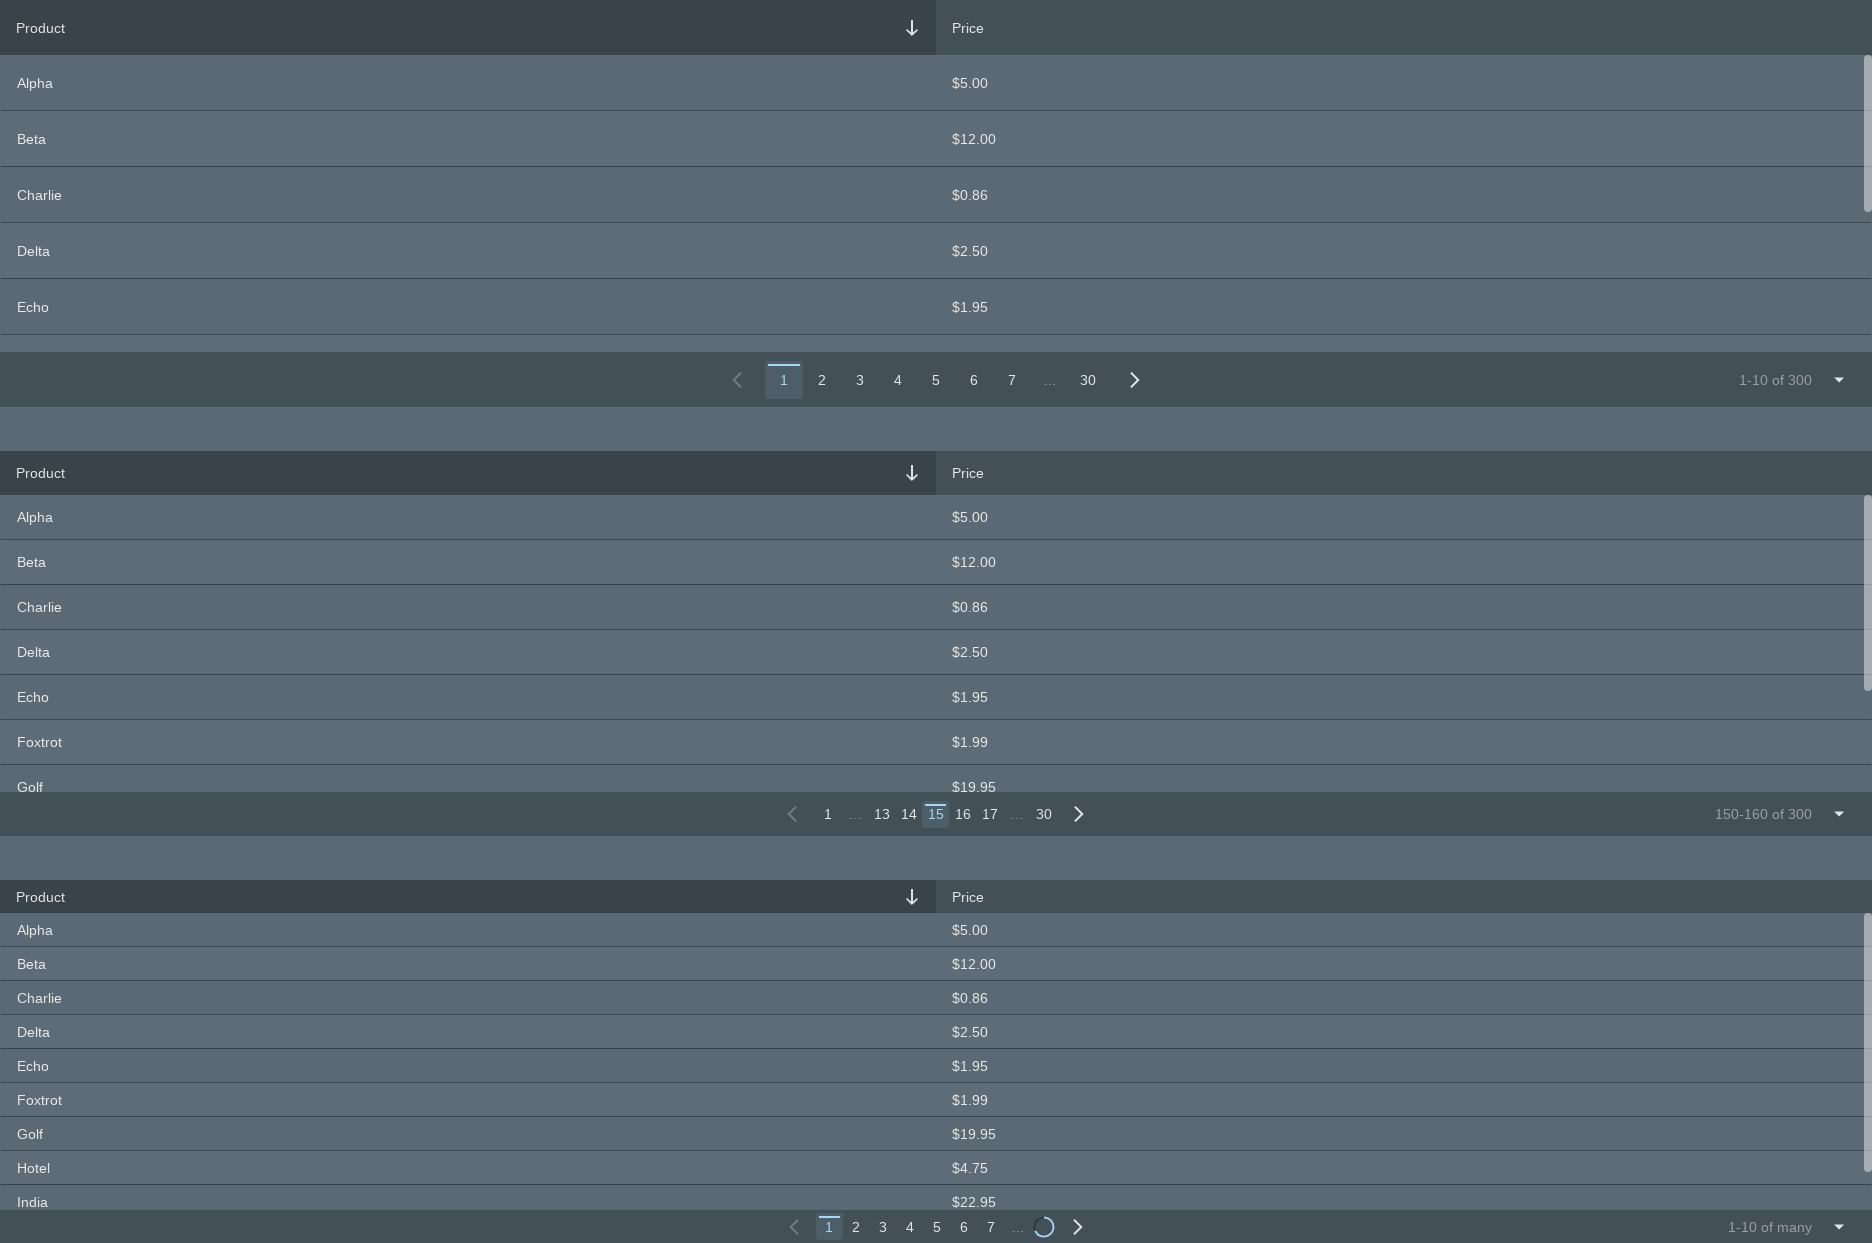 Product Price
Alpha $5.00
Beta $12.00
Charlie $0.86
Delta $2.50
Echo $1.95
1 2 3 4 5 6 7 ... 30 1-10 of 300
Product Price
Alpha $5.00
Beta $12.00
Charlie $0.86
Delta $2.50
Echo $1.95
Foxtrot $1.99
Golf $19.95
1 ... 13 14 15 16 17 ... 30 150-160 of 300
Product Price
Alpha $5.00
Beta $12.00
Charlie $0.86
Delta $2.50
Echo $1.95
Foxtrot $1.99
Golf $19.95
Hotel $4.75
India $22.95
1 2 3 4 5 6 7 ... 1-10 of many